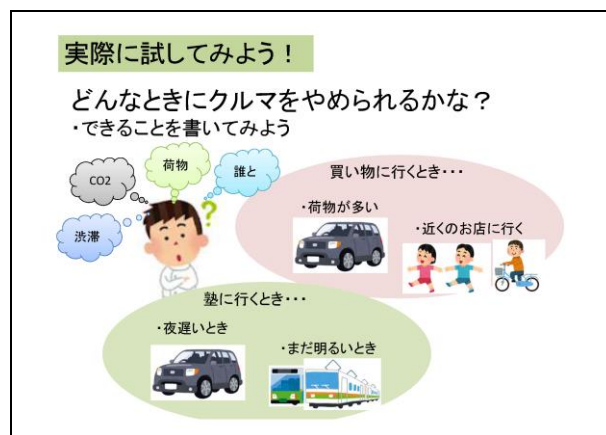 実際に試してみよう！
どんなときにクルマをやめられるかな？
・できることを書いてみよう
荷物
誰と
CO2
渋滞
買い物に行くとき・・・
・荷物が多い
・近くのお店に行く
塾に行くとき・・・
・夜遅いとき
・まだ明るいとき